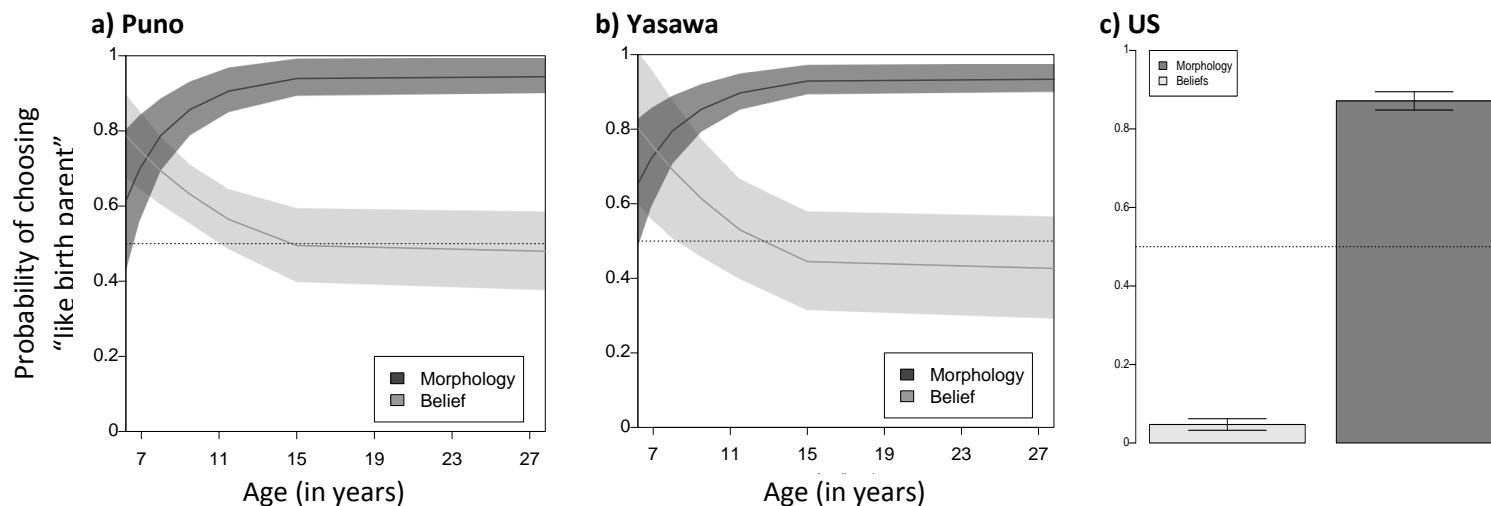 a) Puno
b) Yasawa
c) US
Probability of choosing
“like birth parent”
1
0.8
0.6
0.4
0.2
0
Morphology
Belief
7 11 15 19 23 27
Age (in years)
1
0.8
0.6
0.4
0.2
0
Morphology
Belief
7 11 15 19 23 27
Age (in years)
1
0.8
0.6
0.4
0.2
0
Morphology
Beliefs